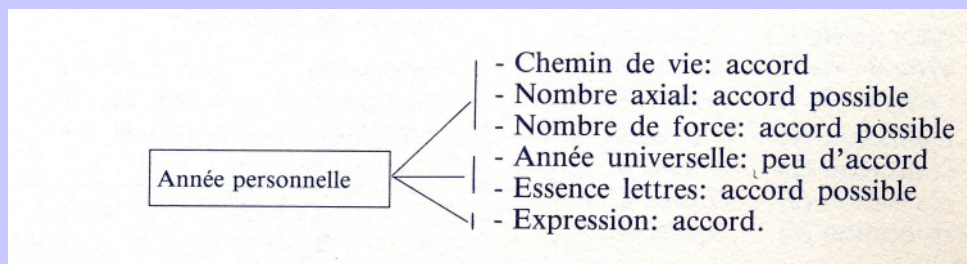 - Chemin de vie: accord
- Nombre axial: accord possible
- Nombre de force: accord possible
Année personnelle
- Année universelle: peu d'accord
- Essence lettres: accord possible
- Expression: accord.